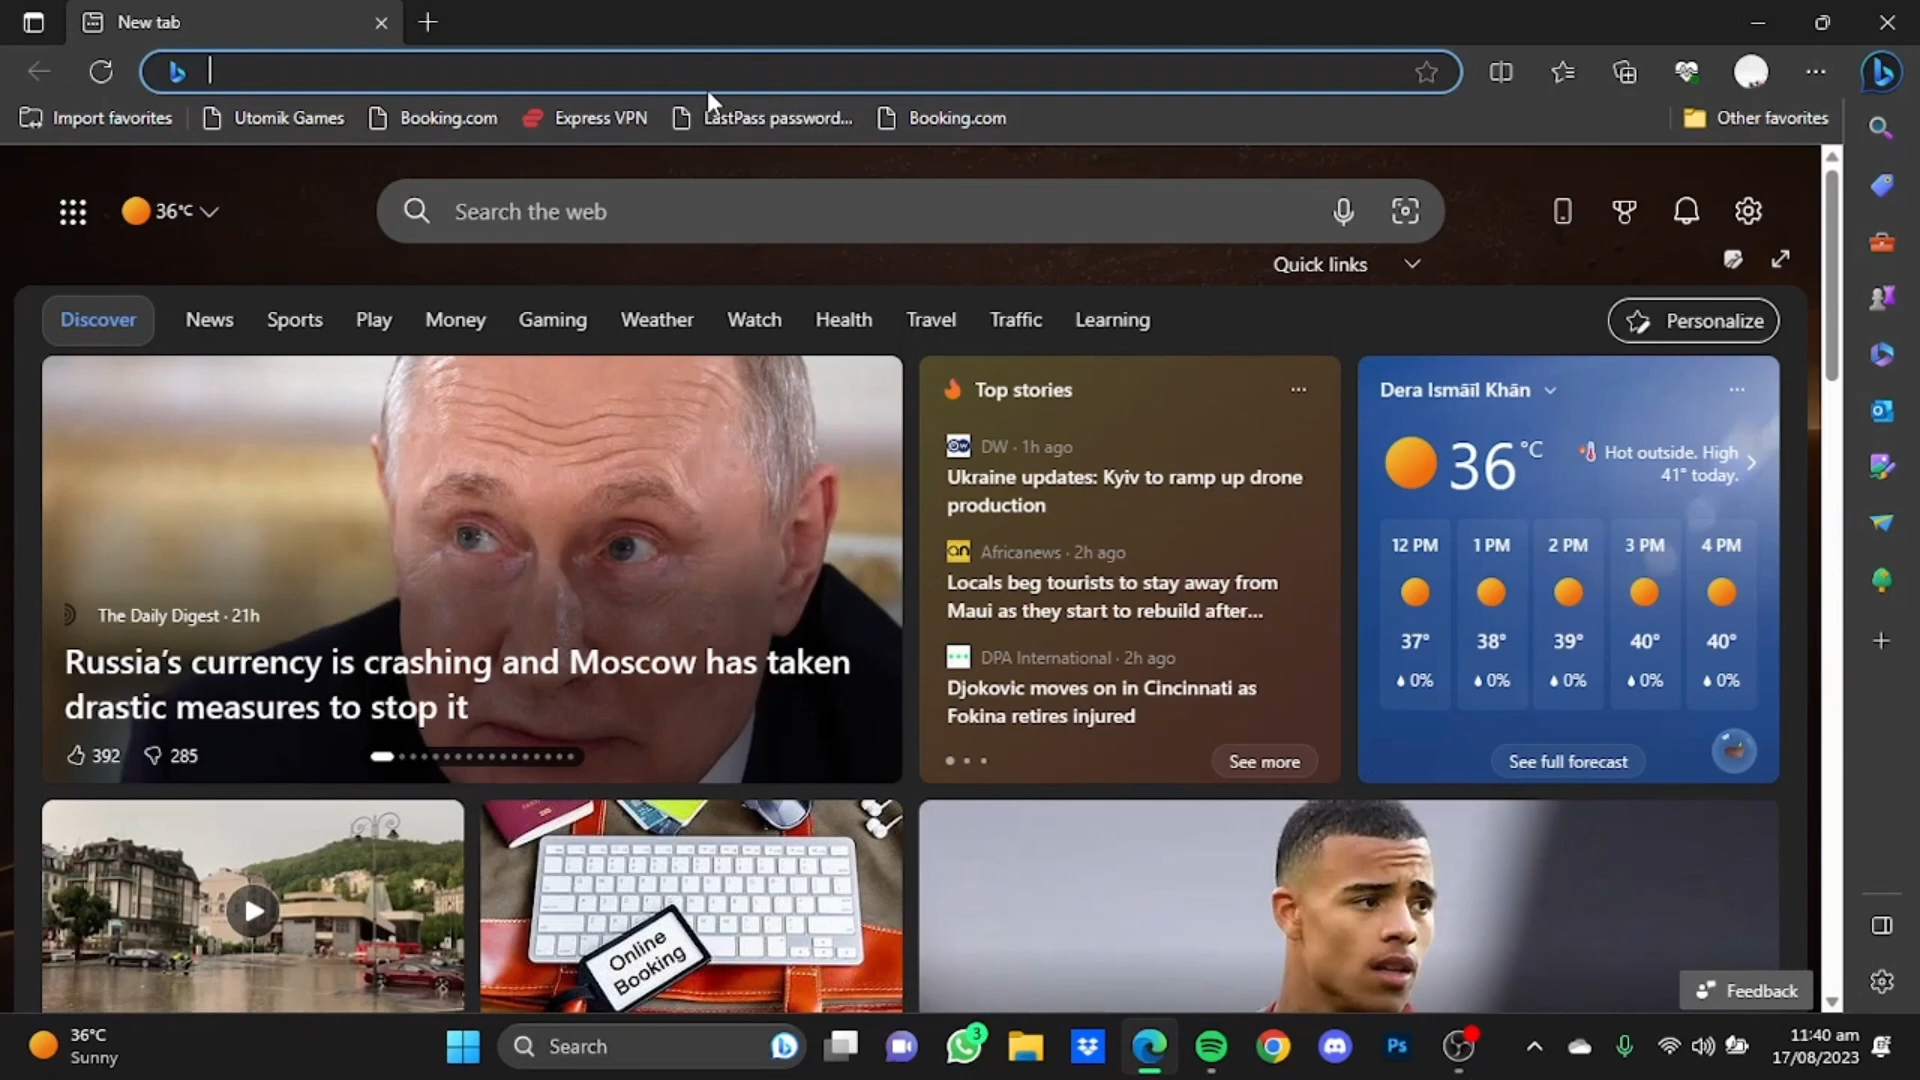 New tab
Import favorites
Utomik Games
Booking.com
Express VPN
LastPass password...
Booking.com
Other favorites
36°C
Search the web
Quick links
Discover
News
Sports
Play
Money
Gaming
Weather
Watch
Health
Travel
Traffic
Learning
Personalize
The Daily Digest · 21h
Russia's currency is crashing and Moscow has taken
drastic measures to stop it
392
285
Top stories
DW · 1h ago
Ukraine updates: Kyiv to ramp up drone
production
an
Africanews · 2h ago
Locals beg tourists to stay away from
Maui as they start to rebuild after...
DPA International · 2h ago
Djokovic moves on in Cincinnati as
Fokina retires injured
See more
Dera Ismāīl Khān
36 °C
Hot outside. High
41° today.
12 PM
1 PM
2 PM
3 PM
4 PM
37°
38°
39°
40°
40°
0%
0%
0%
0%
0%
See full forecast
Online
Booking
Feedback
36°C
Sunny
Search
3
Ps
11:40 am
17/08/2023